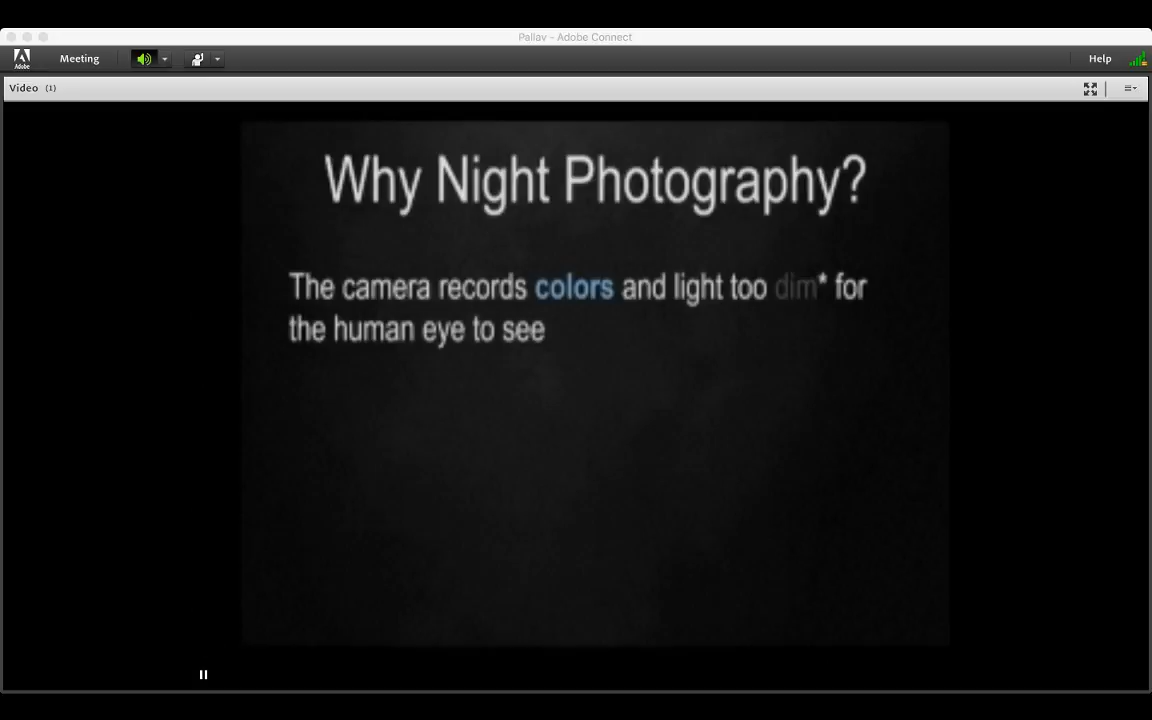 Pallav - Adobe Connect
Adobe Meeting Help
Video (1)
Why Night Photography?
The camera records colors and light too dim* for
the human eye to see